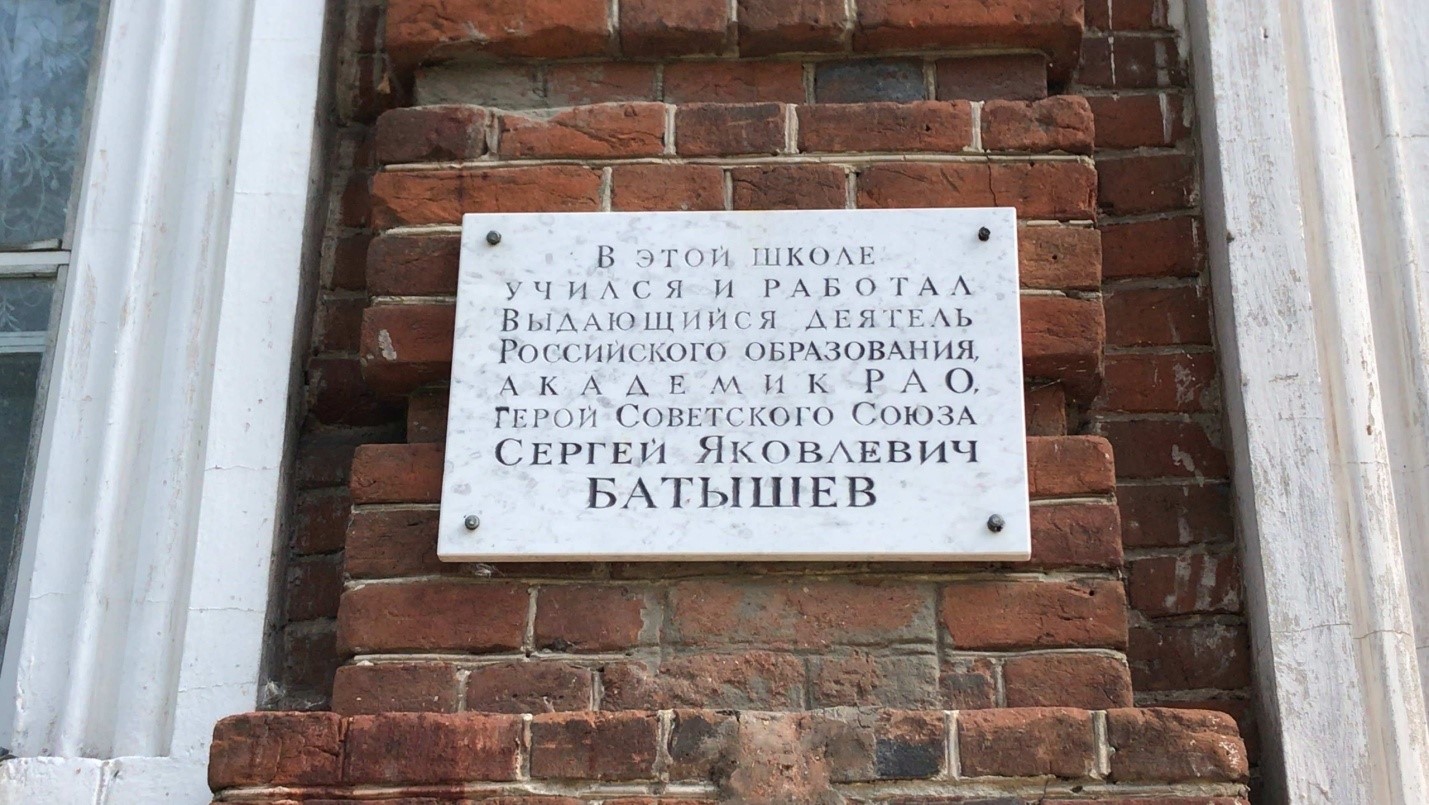 В ЭТОЙ ШКОЛЕ
УЧИЛСЯ И РАБОТАЛ
ВЫДАЮЩИЙСЯ ДЕЯТЕЛЬ
РОССИЙСКОГО ОБРАЗОВАНИЯ,
АКАДЕМИК РАО,
ГЕРОЙ СОВЕТСКОГО СОЮЗА
СЕРГЕЙ ЯКОВЛЕВИЧ
БАТЫШЕВ